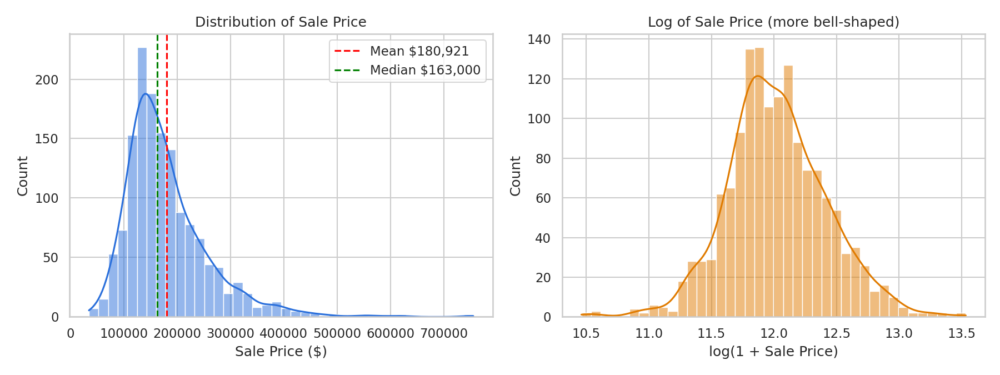 Distribution of Sale Price
Mean $180,921
Median $163,000
200
150
100
50
0
Count
0 100000 200000 300000 400000 500000 600000 700000
Sale Price ($)
Log of Sale Price (more bell-shaped)
140
120
100
80
60
40
20
0
Count
10.5 11.0 11.5 12.0 12.5 13.0 13.5
log(1 + Sale Price)